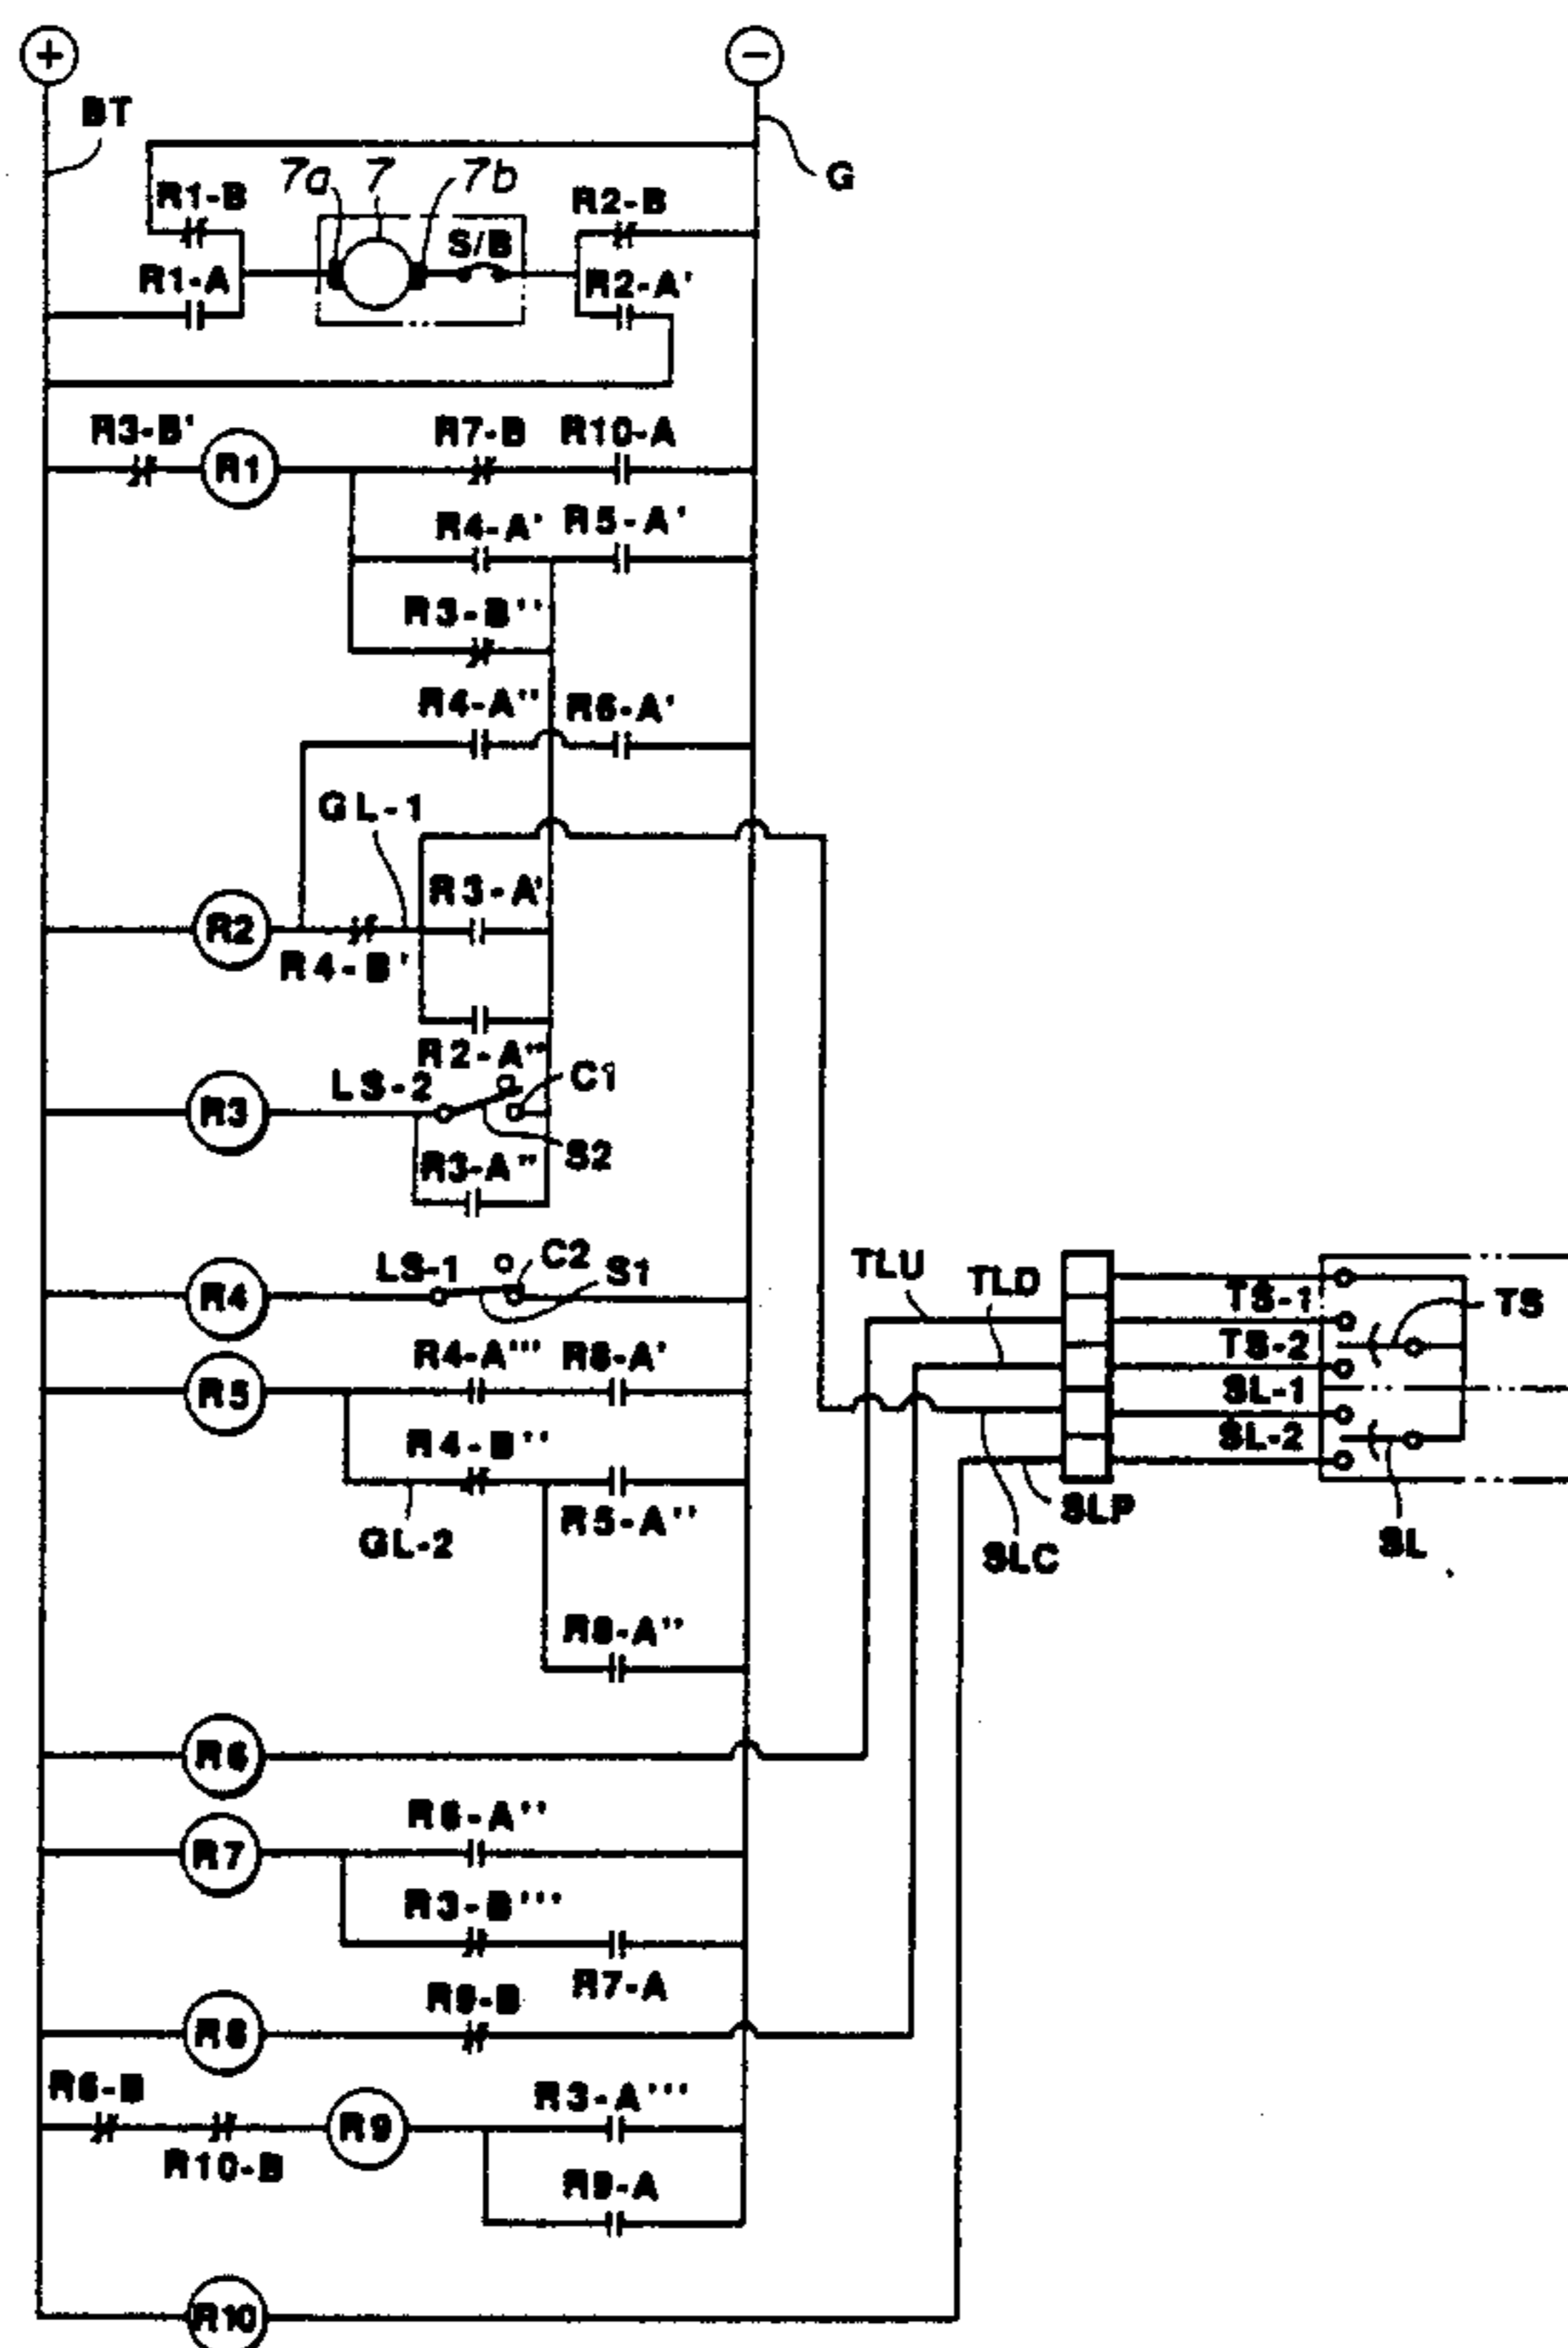 + −
BT
G
7a 7 7b
R1-B
S/B
R2-B
R1-A
R2-A'
R3-B'
R1
R7-B
R10-A
R4-A'
R5-A'
R3-B''
R4-A''
R6-A'
GL-1
R3-A'
R2
R4-B'
R2-A''
LS-2
C1
R3
S2
R3-A''
LS-1
C2
S1
R4
TLU
TLD
TS-1
TS
TS-2
SL-1
SL-2
R4-A'''
R8-A'
R5
R4-B''
R5-A''
GL-2
SLP
SLC
SL
R8-A''
R6
R6-A''
R7
R3-B'''
R7-A
R9-B
R8
R6-B
R10-B
R9
R3-A'''
R9-A
R10